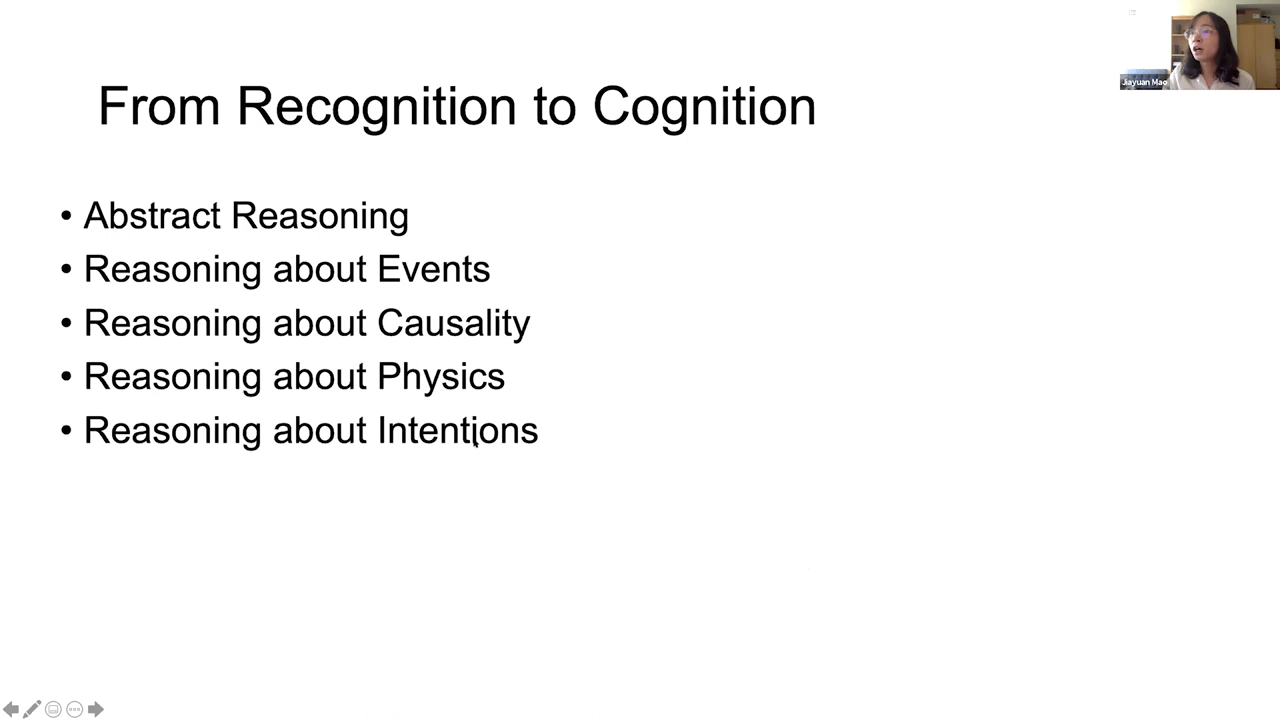 Jiayuan Mao
From Recognition to Cognition
• Abstract Reasoning
• Reasoning about Events
• Reasoning about Causality
• Reasoning about Physics
• Reasoning about Intentions